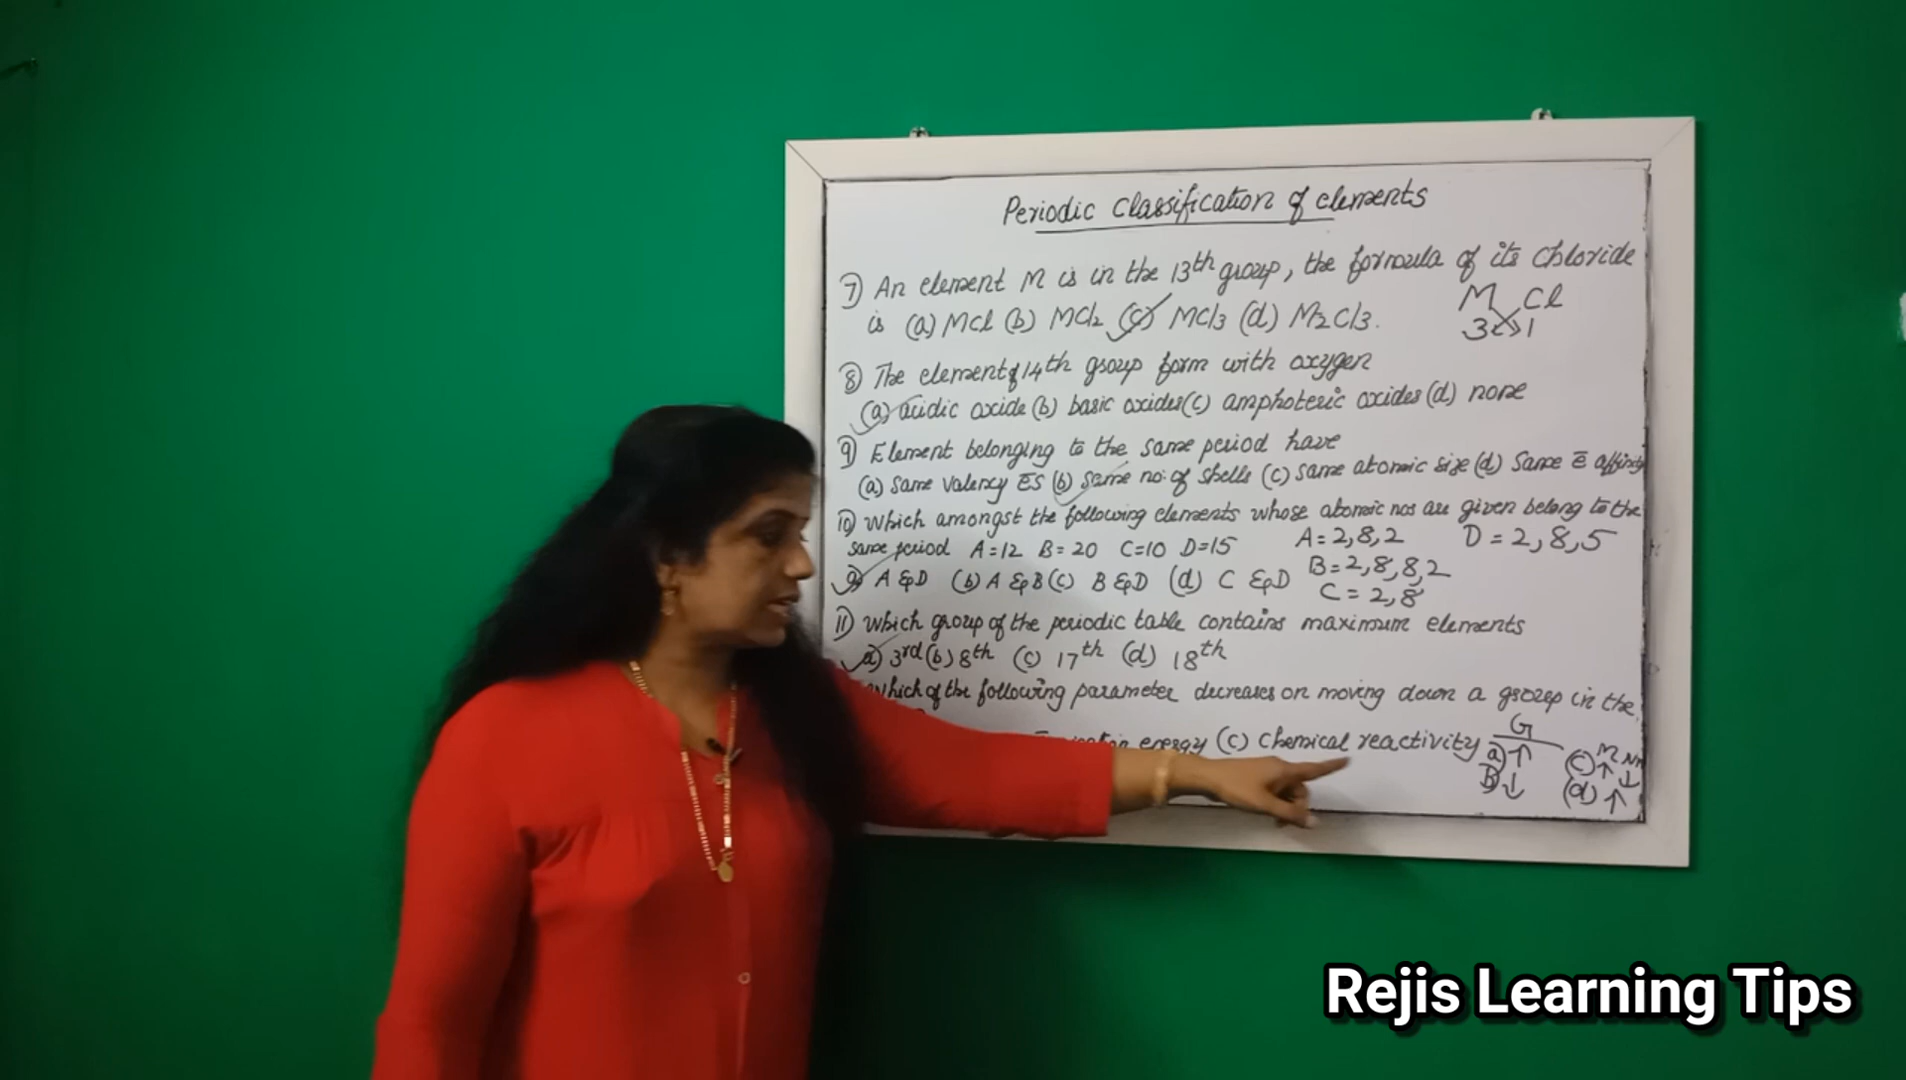 Periodic Classification of elements
7) An element M is in the 13th group, the formula of its chloride
is (a) MCl (b) MCl2 (c) MCl3 (d) M2Cl3.
M Cl
3 1
8) The element of 14th group form with oxygen
(a) acidic oxide (b) basic oxides (c) amphoteric oxides (d) none
9) Element belonging to the same period have
(a) same valency ES (b) same no. of shells (c) same atomic size (d) same E affinity
10) which amongst the following elements whose atomic nos are given belong to the
same period A=12 B=20 C=10 D=15
A=2,8,2 D=2,8,5
B=2,8,8,2
C=2,8
a) A & D (b) A & B (c) B & D (d) C & D
11) which group of the periodic table contains maximum elements
a) 3rd (b) 8th (c) 17th (d) 18th
which of the following parameter decreases on moving down a group in the
energy (c) chemical reactivity
G
a) ↑ (c) M ↑ ↓
B) ↓ (d) ↑
Rejis Learning Tips